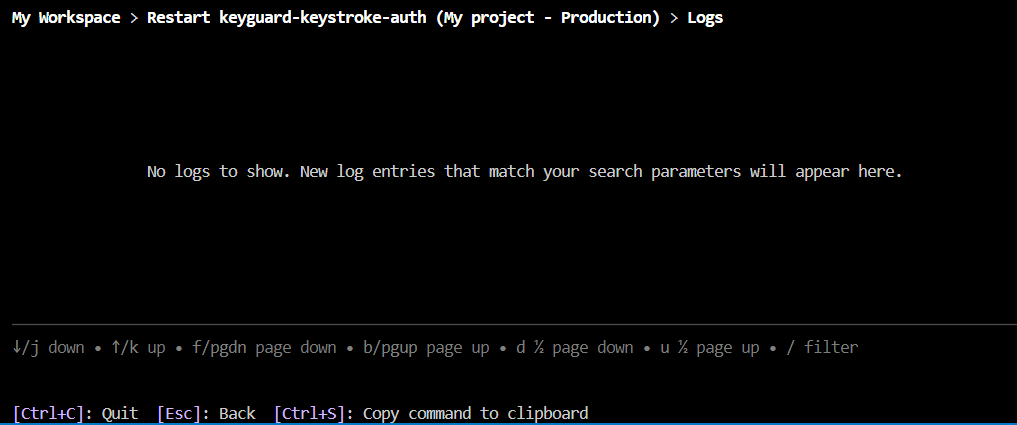 My Workspace > Restart keyguard-keystroke-auth (My project - Production) > Logs
No logs to show. New log entries that match your search parameters will appear here.
↓/j down • ↑/k up • f/pgdn page down • b/pgup page up • d ½ page down • u ½ page up • / filter
[Ctrl+C]: Quit [Esc]: Back [Ctrl+S]: Copy command to clipboard